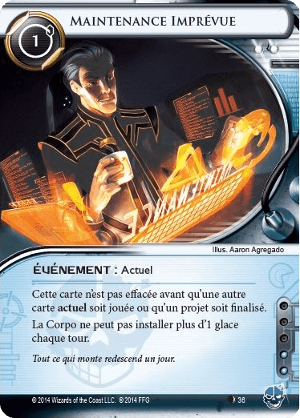 MAINTENANCE IMPRÉVUE
1
MAINTENANCE
Illus. Aaron Agregado
ÉVÉNEMENT : Actuel
Cette carte n'est pas effacée avant qu'une autre
carte actuel soit jouée ou qu'un projet soit finalisé.
La Corpo ne peut pas installer plus d'1 glace
chaque tour.
Tout ce qui monte redescend un jour.
© 2014 Wizards of the Coast LLC. © 2014 FFG
36